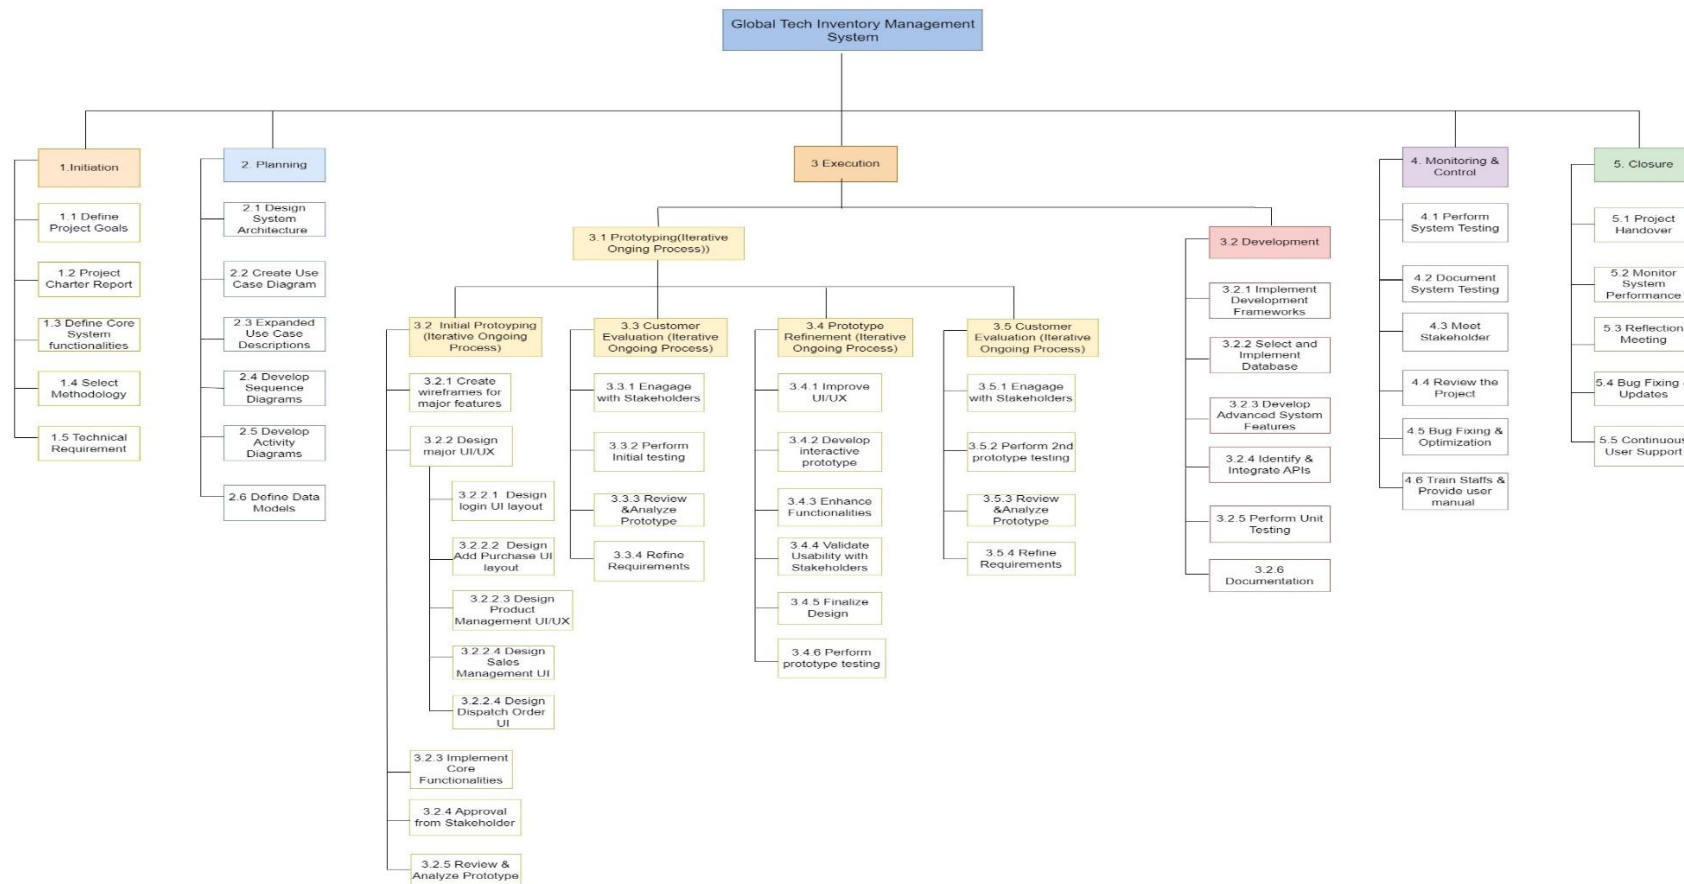 Global Tech Inventory Management
System
1.Initiation
1.1 Define
Project Goals
1.2 Project
Charter Report
1.3 Define Core
System
functionalities
1.4 Select
Methodology
1.5 Technical
Requirement
2. Planning
2.1 Design
System
Architecture
2.2 Create Use
Case Diagram
2.3 Expanded
Use Case
Descriptions
2.4 Develop
Sequence
Diagrams
2.5 Develop
Activity
Diagrams
2.6 Define Data
Models
3 Execution
3.1 Prototyping(Iterative
Onging Process))
3.2 Initial Protoyping
(Iterative Ongoing
Process)
3.2.1 Create
wireframes for
major features
3.2.2 Design
major UI/UX
3.2.2.1 Design
login UI layout
3.2.2.2 Design
Add Purchase UI
layout
3.2.2.3 Design
Product
Management UI/UX
3.2.2.4 Design
Sales
Management UI
3.2.2.4 Design
Dispatch Order
UI
3.2.3 Implement
Core
Functionalities
3.2.4 Approval
from Stakeholder
3.2.5 Review &
Analyze Prototype
3.3 Customer
Evaluation (Iterative
Ongoing Process)
3.3.1 Enagage
with Stakeholders
3.3.2 Perform
Initial testing
3.3.3 Review
&Analyze
Prototype
3.3.4 Refine
Requirements
3.4 Prototype
Refinement (Iterative
Ongoing Process)
3.4.1 Improve
UI/UX
3.4.2 Develop
interactive
prototype
3.4.3 Enhance
Functionalities
3.4.4 Validate
Usability with
Stakeholders
3.4.5 Finalize
Design
3.4.6 Perform
prototype testing
3.5 Customer
Evaluation (Iterative
Ongoing Process)
3.5.1 Enagage
with Stakeholders
3.5.2 Perform 2nd
prototype testing
3.5.3 Review
&Analyze
Prototype
3.5.4 Refine
Requirements
3.2 Development
3.2.1 Implement
Development
Frameworks
3.2.2 Select and
Implement
Database
3.2.3 Develop
Advanced System
Features
3.2.4 Identify &
Integrate APIs
3.2.5 Perform Unit
Testing
3.2.6
Documentation
4. Monitoring &
Control
4.1 Perform
System Testing
4.2 Document
System Testing
4.3 Meet
Stakeholder
4.4 Review the
Project
4.5 Bug Fixing &
Optimization
4.6 Train Staffs &
Provide user
manual
5. Closure
5.1 Project
Handover
5.2 Monitor
System
Performance
5.3 Reflection
Meeting
5.4 Bug Fixing &
Updates
5.5 Continuous
User Support